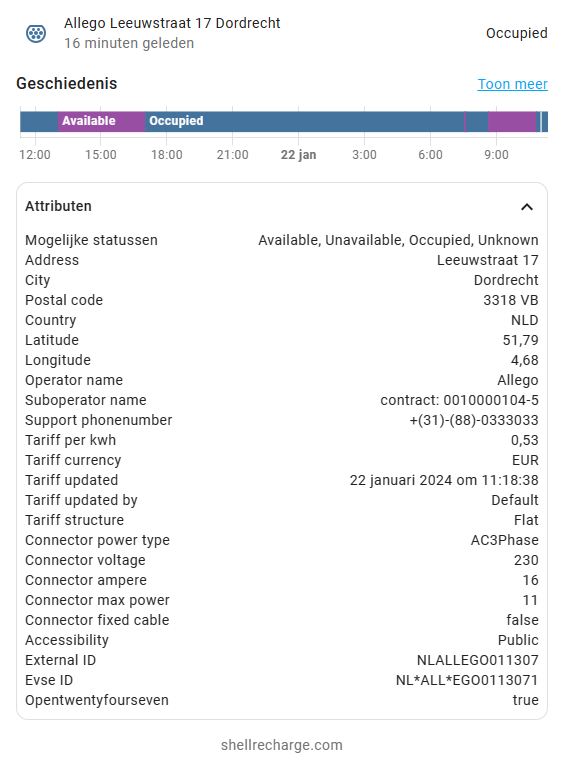 Allego Leeuwstraat 17 Dordrecht
16 minuten geleden
Occupied
Geschiedenis
Toon meer
Available
Occupied
12:00 15:00 18:00 21:00 22 jan 3:00 6:00 9:00
Attributen
Mogelijke statussen Available, Unavailable, Occupied, Unknown
Address Leeuwstraat 17
City Dordrecht
Postal code 3318 VB
Country NLD
Latitude 51,79
Longitude 4,68
Operator name Allego
Suboperator name contract: 0010000104-5
Support phonenumber +(31)-(88)-0333033
Tariff per kwh 0,53
Tariff currency EUR
Tariff updated 22 januari 2024 om 11:18:38
Tariff updated by Default
Tariff structure Flat
Connector power type AC3Phase
Connector voltage 230
Connector ampere 16
Connector max power 11
Connector fixed cable false
Accessibility Public
External ID NLALLEGO011307
Evse ID NL*ALL*EGO0113071
Opentwentyfourseven true
shellrecharge.com